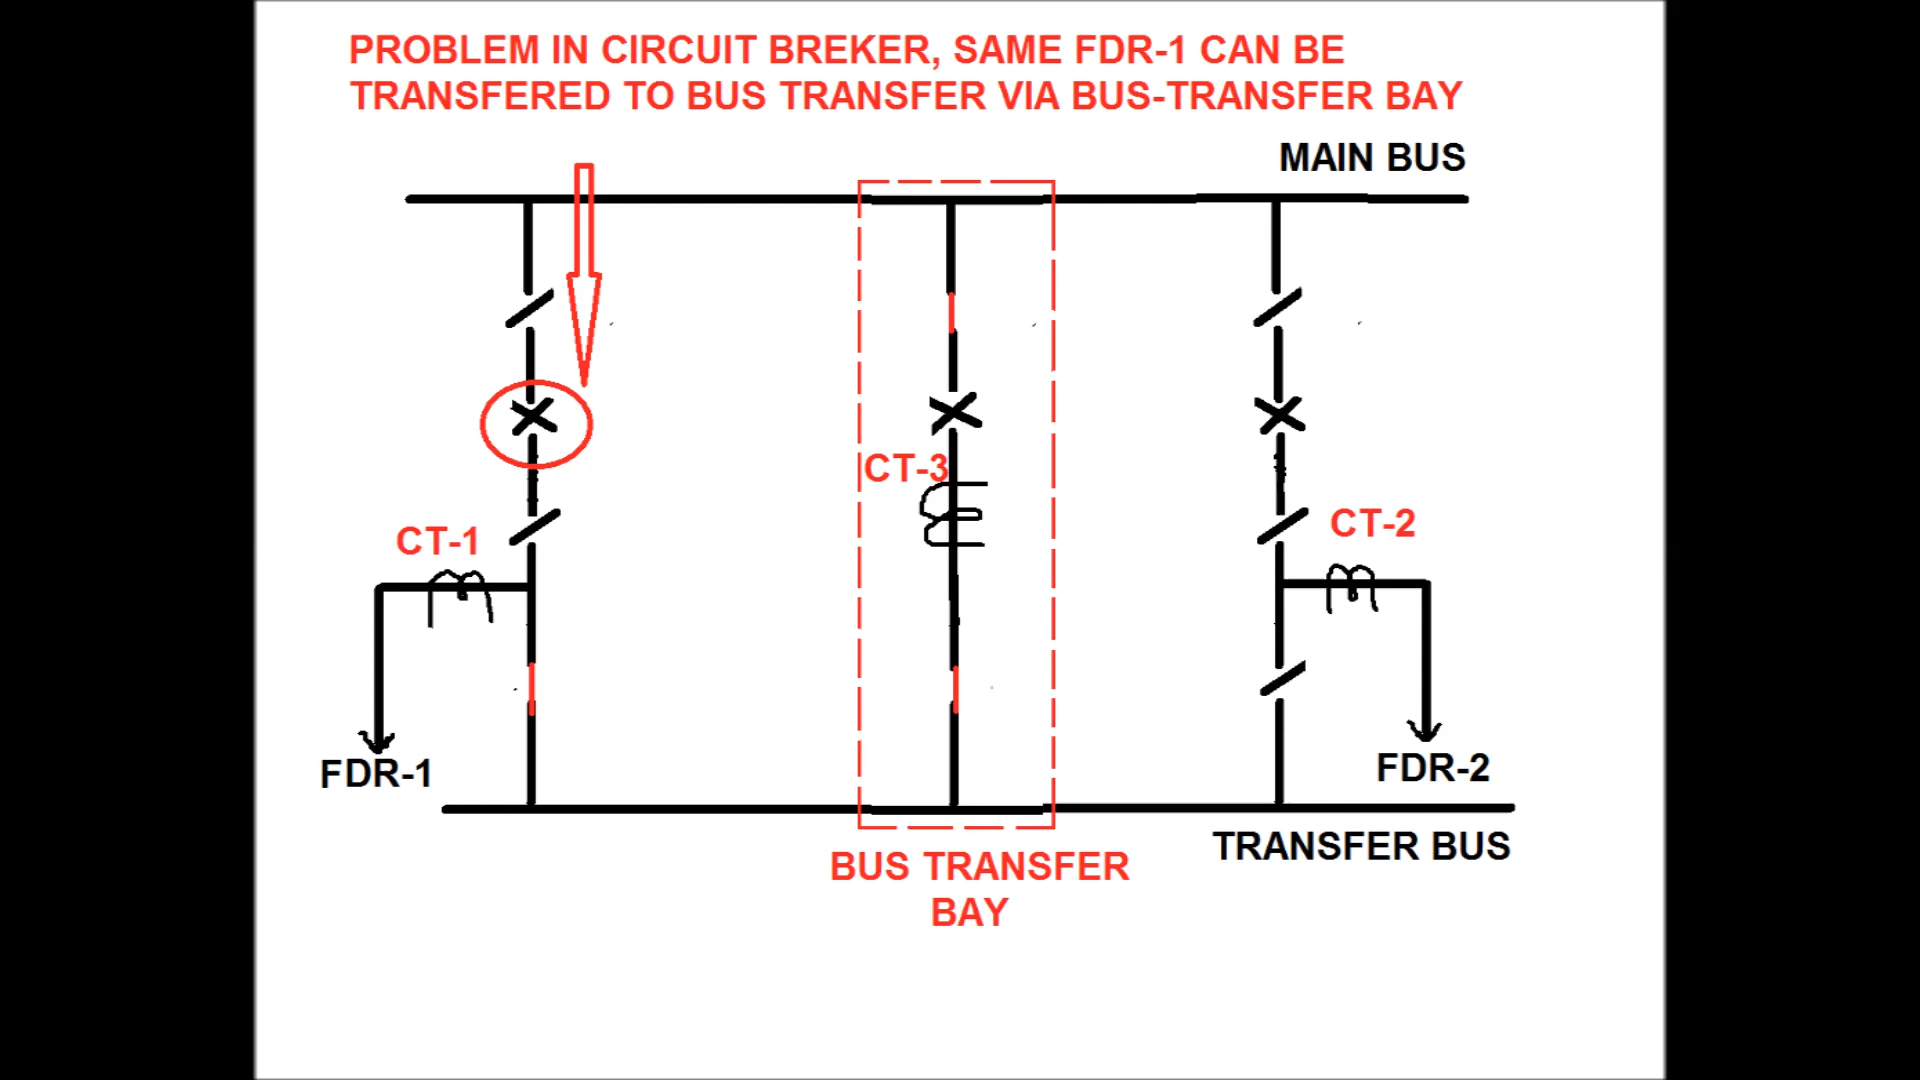 PROBLEM IN CIRCUIT BREKER, SAME FDR-1 CAN BE
TRANSFERED TO BUS TRANSFER VIA BUS-TRANSFER BAY
MAIN BUS
CT-3
CT-1
CT-2
FDR-1
FDR-2
TRANSFER BUS
BUS TRANSFER
BAY